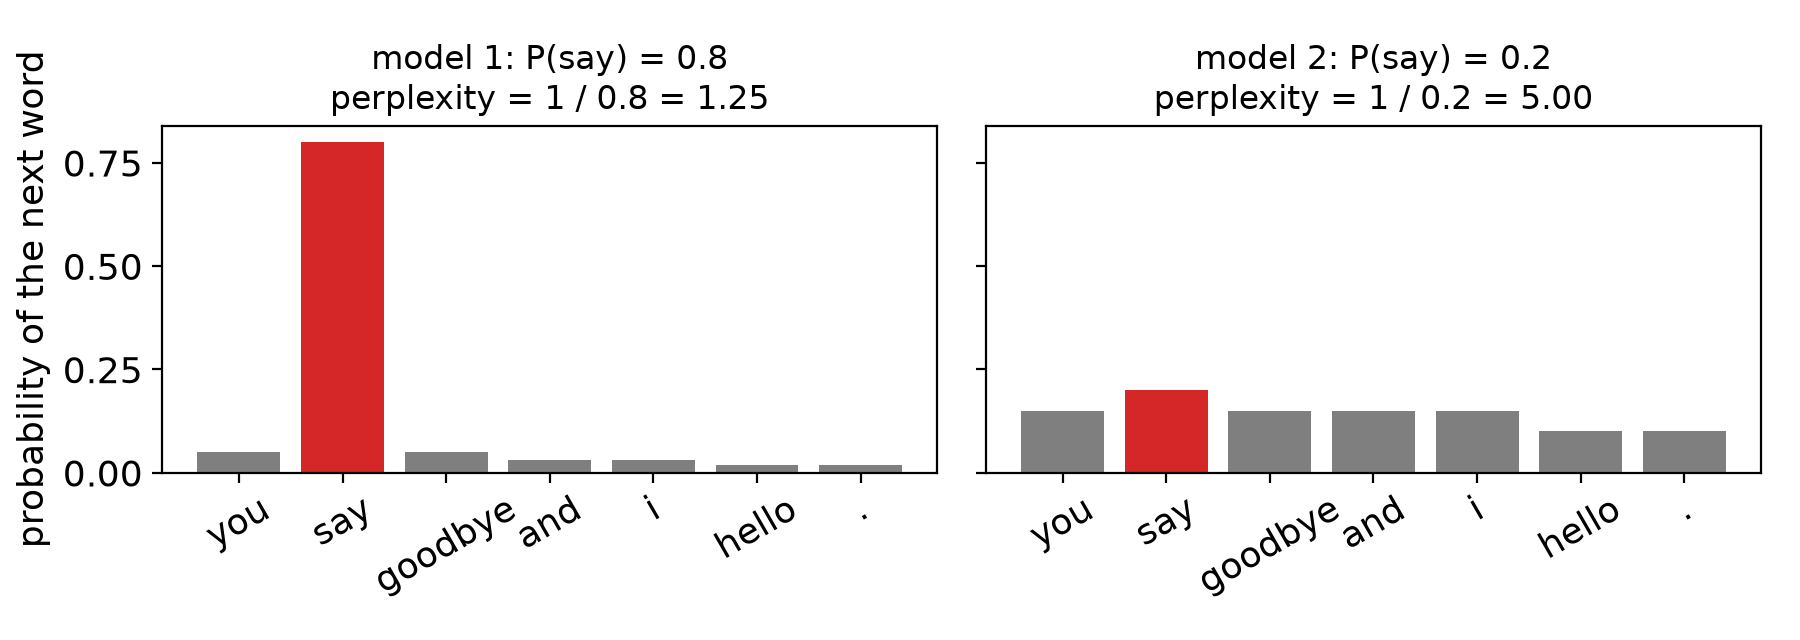 model 1: P(say) = 0.8
perplexity = 1 / 0.8 = 1.25
probability of the next word
0.75
0.50
0.25
0.00
you
say
goodbye
and
i
hello
.
model 2: P(say) = 0.2
perplexity = 1 / 0.2 = 5.00
you
say
goodbye
and
i
hello
.